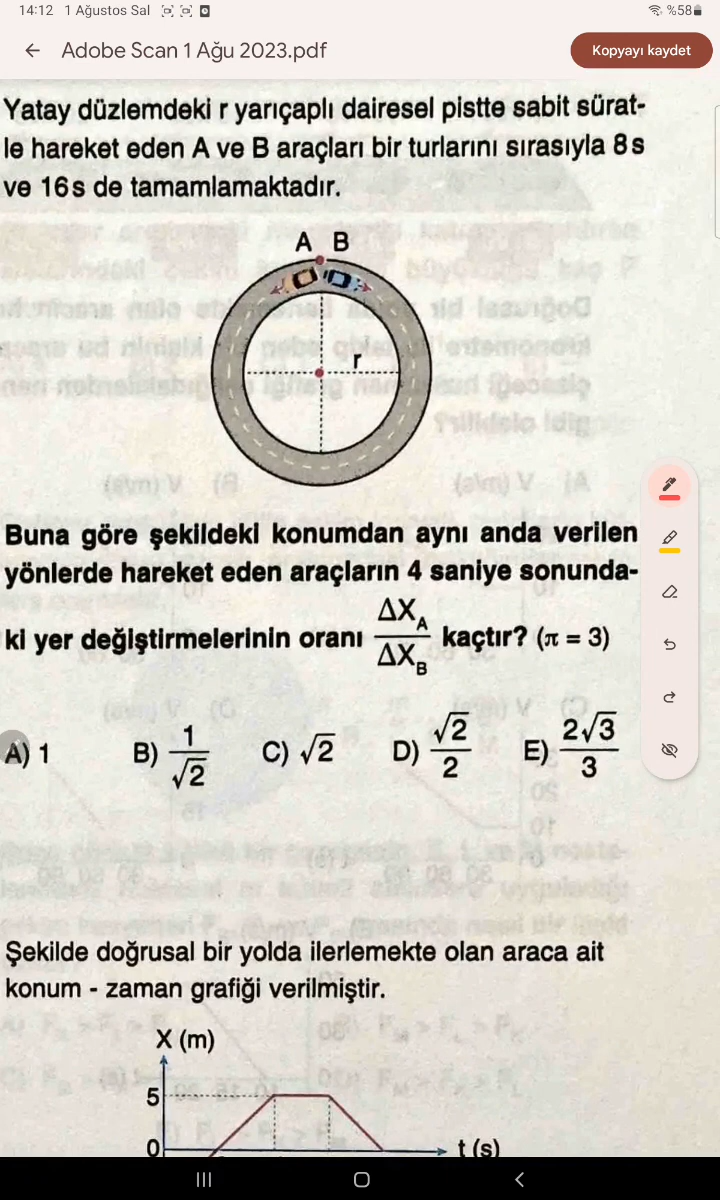 14:12 1 Ağustos Sal
%58
Adobe Scan 1 Ağu 2023.pdf
Kopyayı kaydet
Yatay düzlemdeki r yarıçaplı dairesel pistte sabit sürat-
le hareket eden A ve B araçları bir turlarını sırasıyla 8 s
ve 16 s de tamamlamaktadır.
A B
r
Buna göre şekildeki konumdan aynı anda verilen
yönlerde hareket eden araçların 4 saniye sonunda-
ki yer değiştirmelerinin oranı ΔX_A/ΔX_B kaçtır? (π = 3)
A) 1 B) 1/√2 C) √2 D) √2/2 E) 2√3/3
Şekilde doğrusal bir yolda ilerlemekte olan araca ait
konum - zaman grafiği verilmiştir.
X (m)
5
0
t (s)